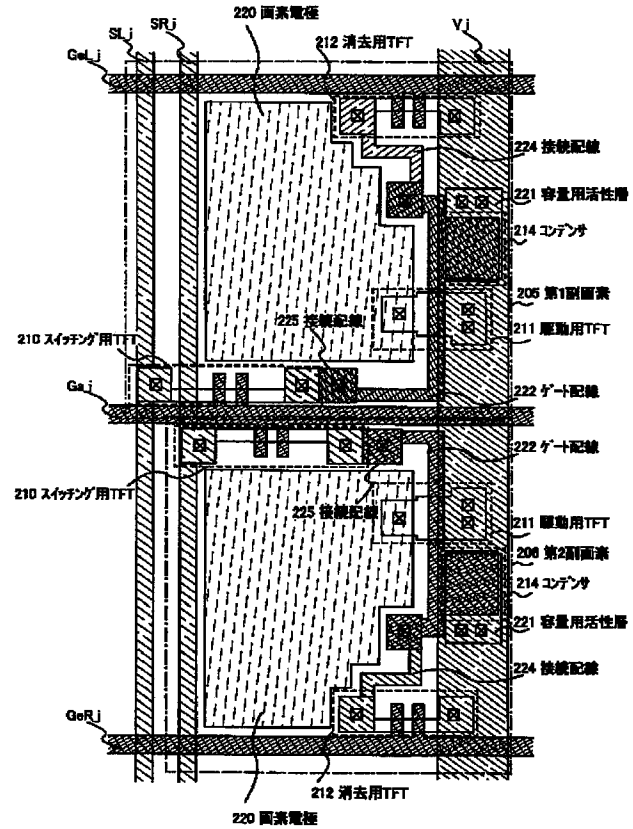 220 画素電極
SRj
SLj
212 消去用TFT
Vj
GeLj
224 接続配線
221 容量用活性層
214 コンデンサ
205 第1副画素
225 接続配線
211 駆動用TFT
210 スイッチング用TFT
222 ゲート配線
Gaj
222 ゲート配線
210 スイッチング用TFT
225 接続配線
211 駆動用TFT
206 第2副画素
214 コンデンサ
221 容量用活性層
224 接続配線
GeRj
212 消去用TFT
220 画素電極